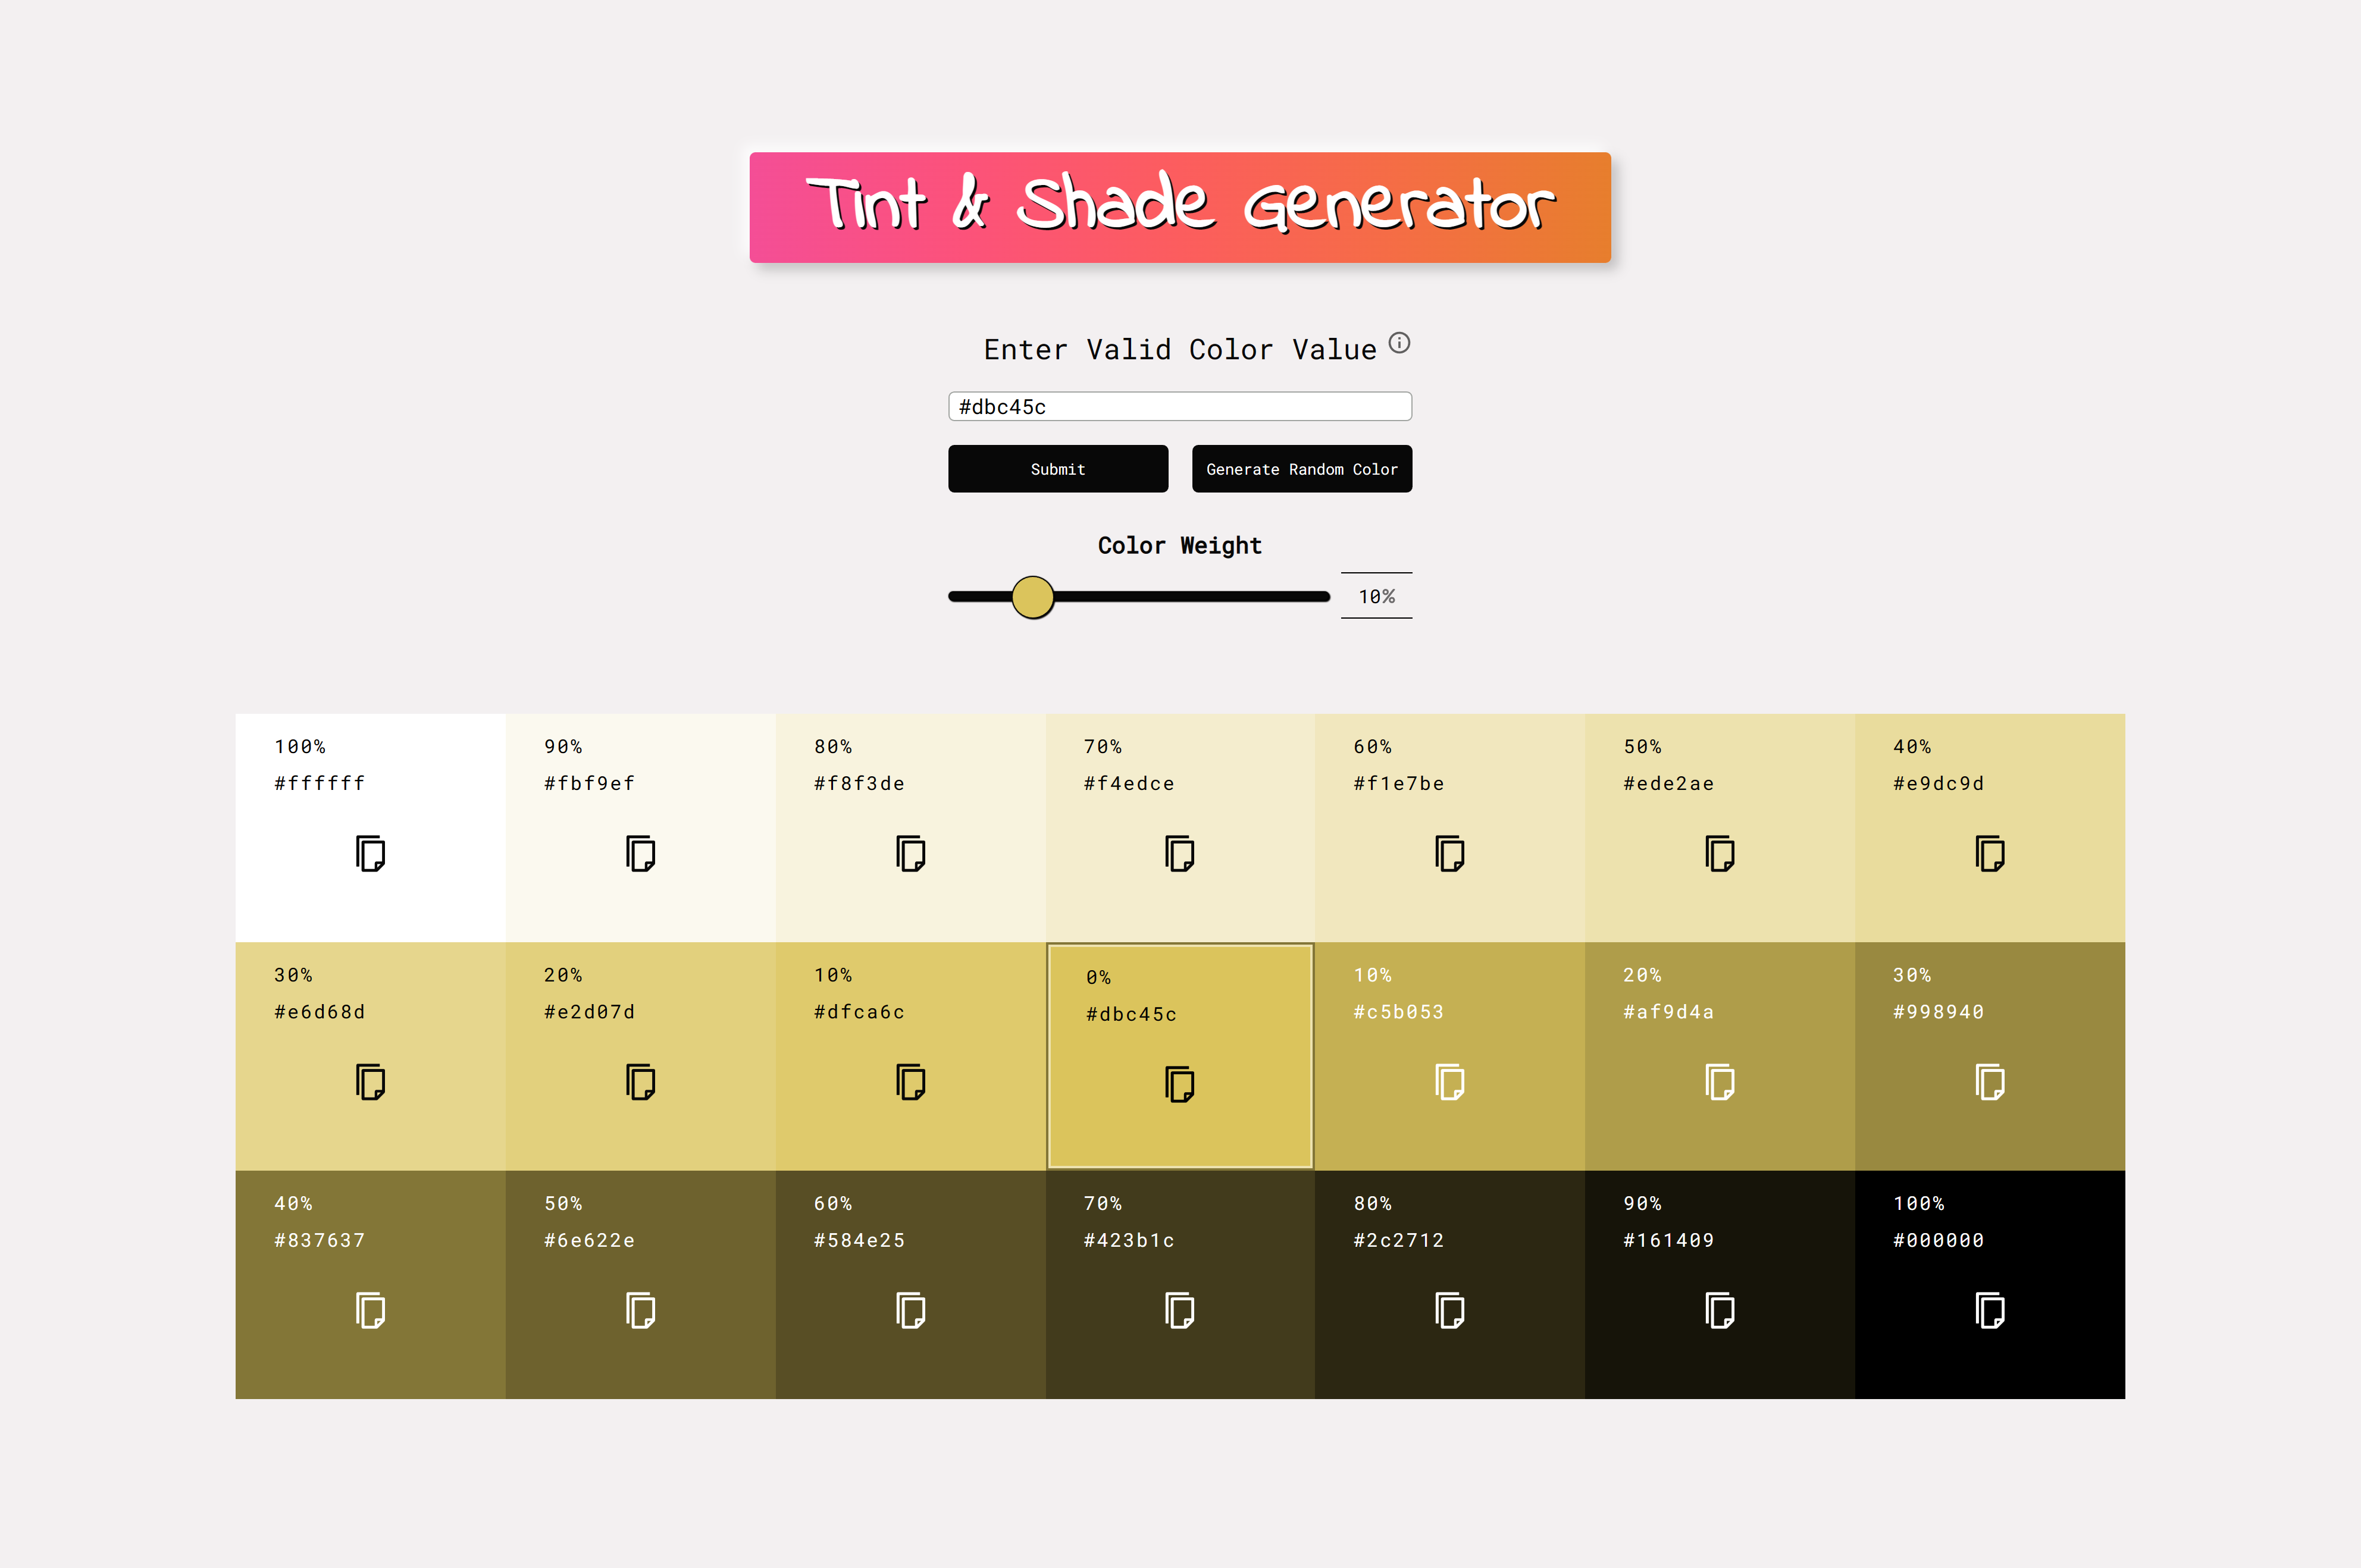 Tint & Shade Generator
Enter Valid Color Value
#dbc45c
Submit
Generate Random Color
Color Weight
10%
100%
#ffffff
90%
#fbf9ef
80%
#f8f3de
70%
#f4edce
60%
#f1e7be
50%
#ede2ae
40%
#e9dc9d
30%
#e6d68d
20%
#e2d07d
10%
#dfca6c
0%
#dbc45c
10%
#c5b053
20%
#af9d4a
30%
#998940
40%
#837637
50%
#6e622e
60%
#584e25
70%
#423b1c
80%
#2c2712
90%
#161409
100%
#000000